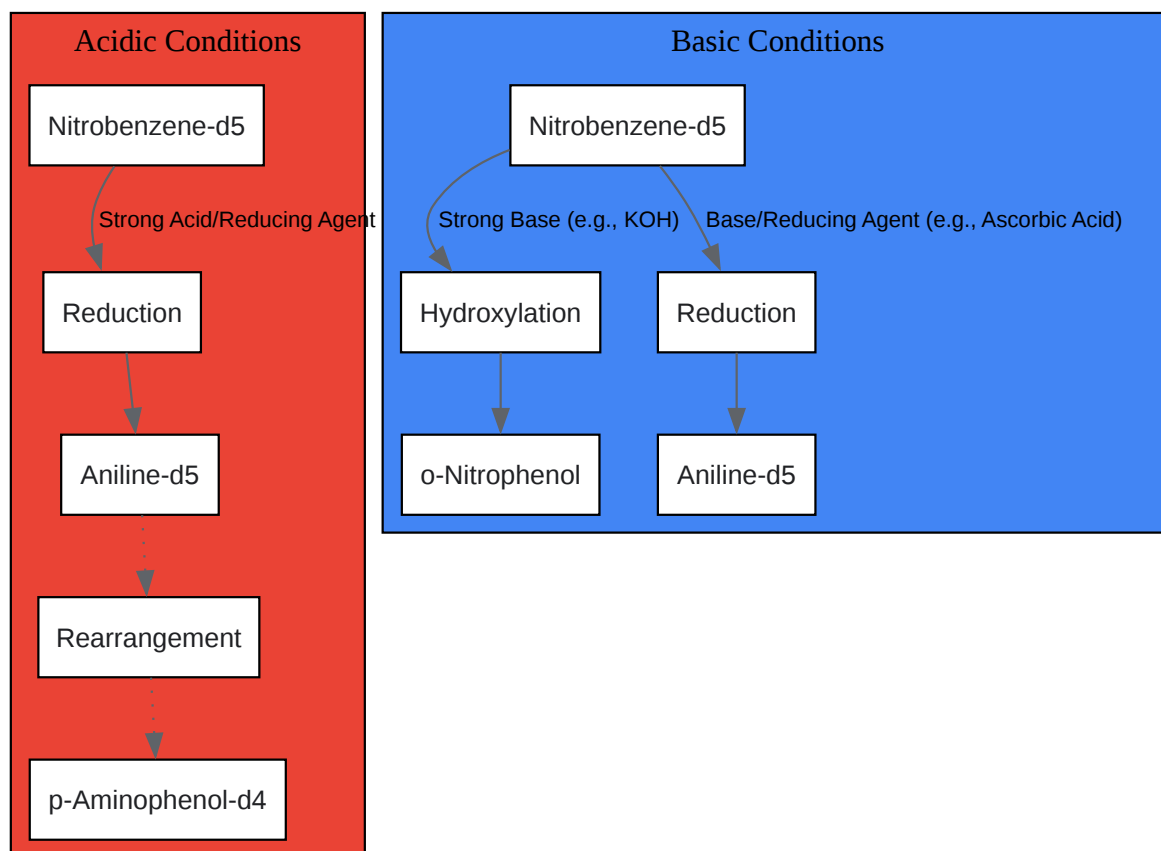 Acidic Conditions
Nitrobenzene-d5
Strong Acid/Reducing Agent
Reduction
Aniline-d5
Rearrangement
p-Aminophenol-d4
Basic Conditions
Nitrobenzene-d5
Strong Base (e.g., KOH)
Base/Reducing Agent (e.g., Ascorbic Acid)
Hydroxylation
Reduction
o-Nitrophenol
Aniline-d5